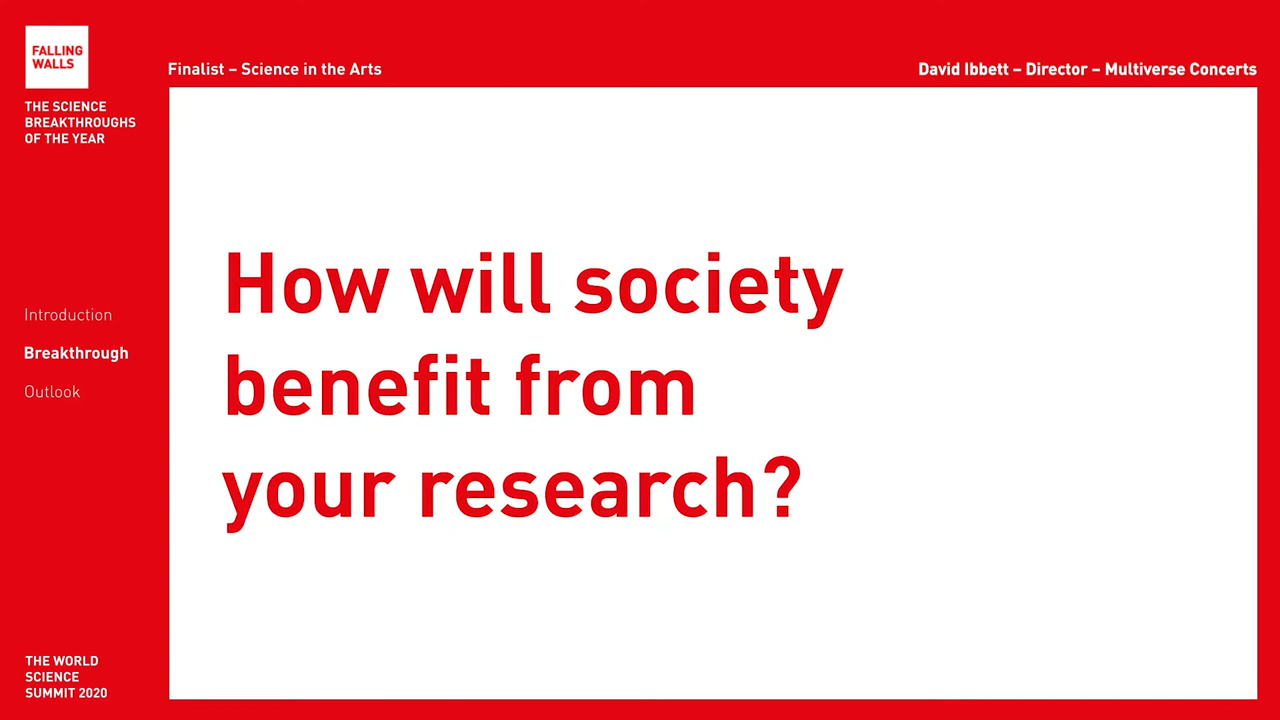 FALLING
WALLS
THE SCIENCE
BREAKTHROUGHS
OF THE YEAR
Finalist – Science in the Arts
David Ibbett – Director – Multiverse Concerts
Introduction
Breakthrough
Outlook
How will society
benefit from
your research?
THE WORLD
SCIENCE
SUMMIT 2020